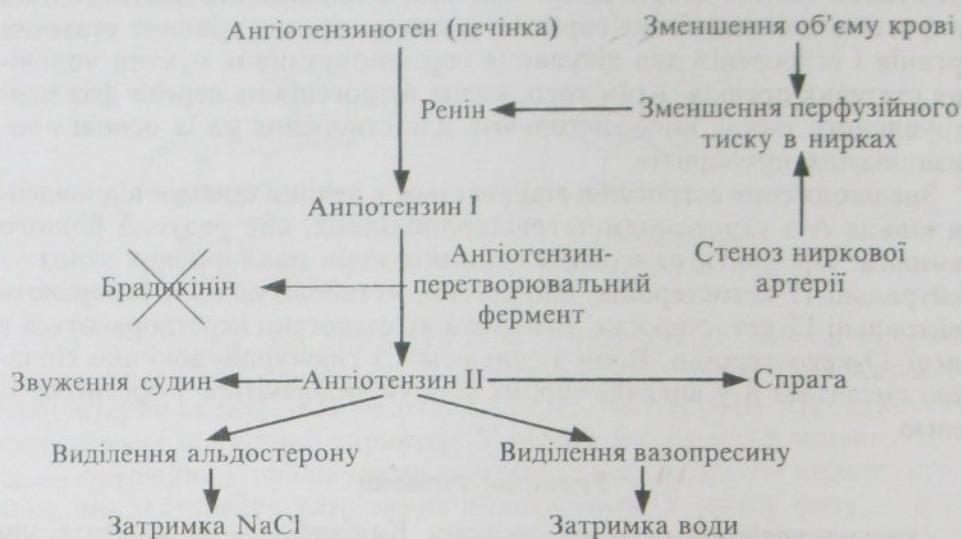 Ангіотензиноген (печінка)
Зменшення об'єму крові
Ренін
Зменшення перфузійного
тиску в нирках
Ангіотензин I
Ангіотензин-
перетворювальний
фермент
Стеноз ниркової
артерії
Брадикінін
Звуження судин
Ангіотензин II
Спрага
Виділення альдостерону
Виділення вазопресину
Затримка NaCl
Затримка води